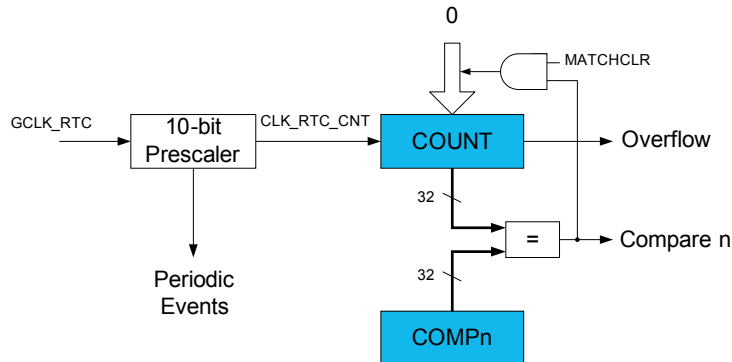 0
MATCHCLR
GCLK_RTC
10-bit
Prescaler
CLK_RTC_CNT
COUNT
Overflow
32
=
Compare n
Periodic
Events
32
COMPn